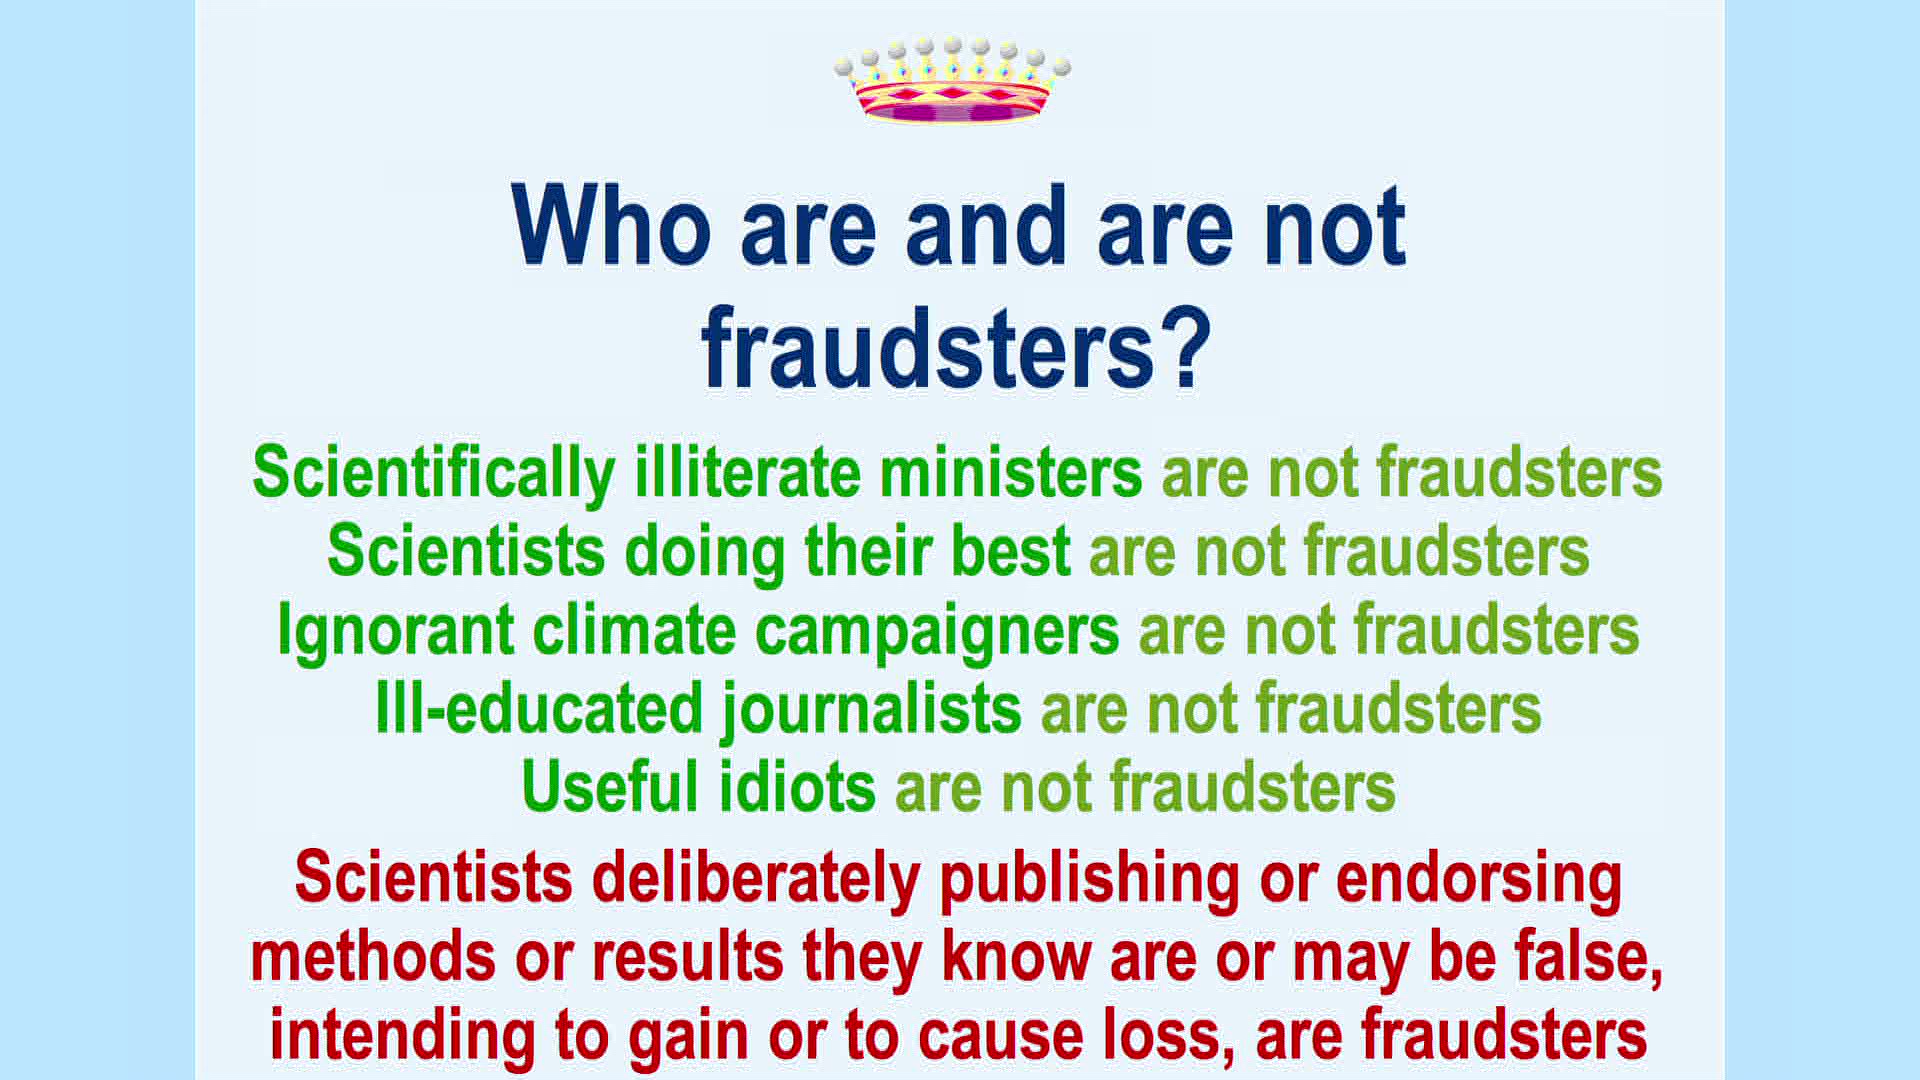 Who are and are not
fraudsters?
Scientifically illiterate ministers are not fraudsters
Scientists doing their best are not fraudsters
Ignorant climate campaigners are not fraudsters
Ill-educated journalists are not fraudsters
Useful idiots are not fraudsters
Scientists deliberately publishing or endorsing
methods or results they know are or may be false,
intending to gain or to cause loss, are fraudsters